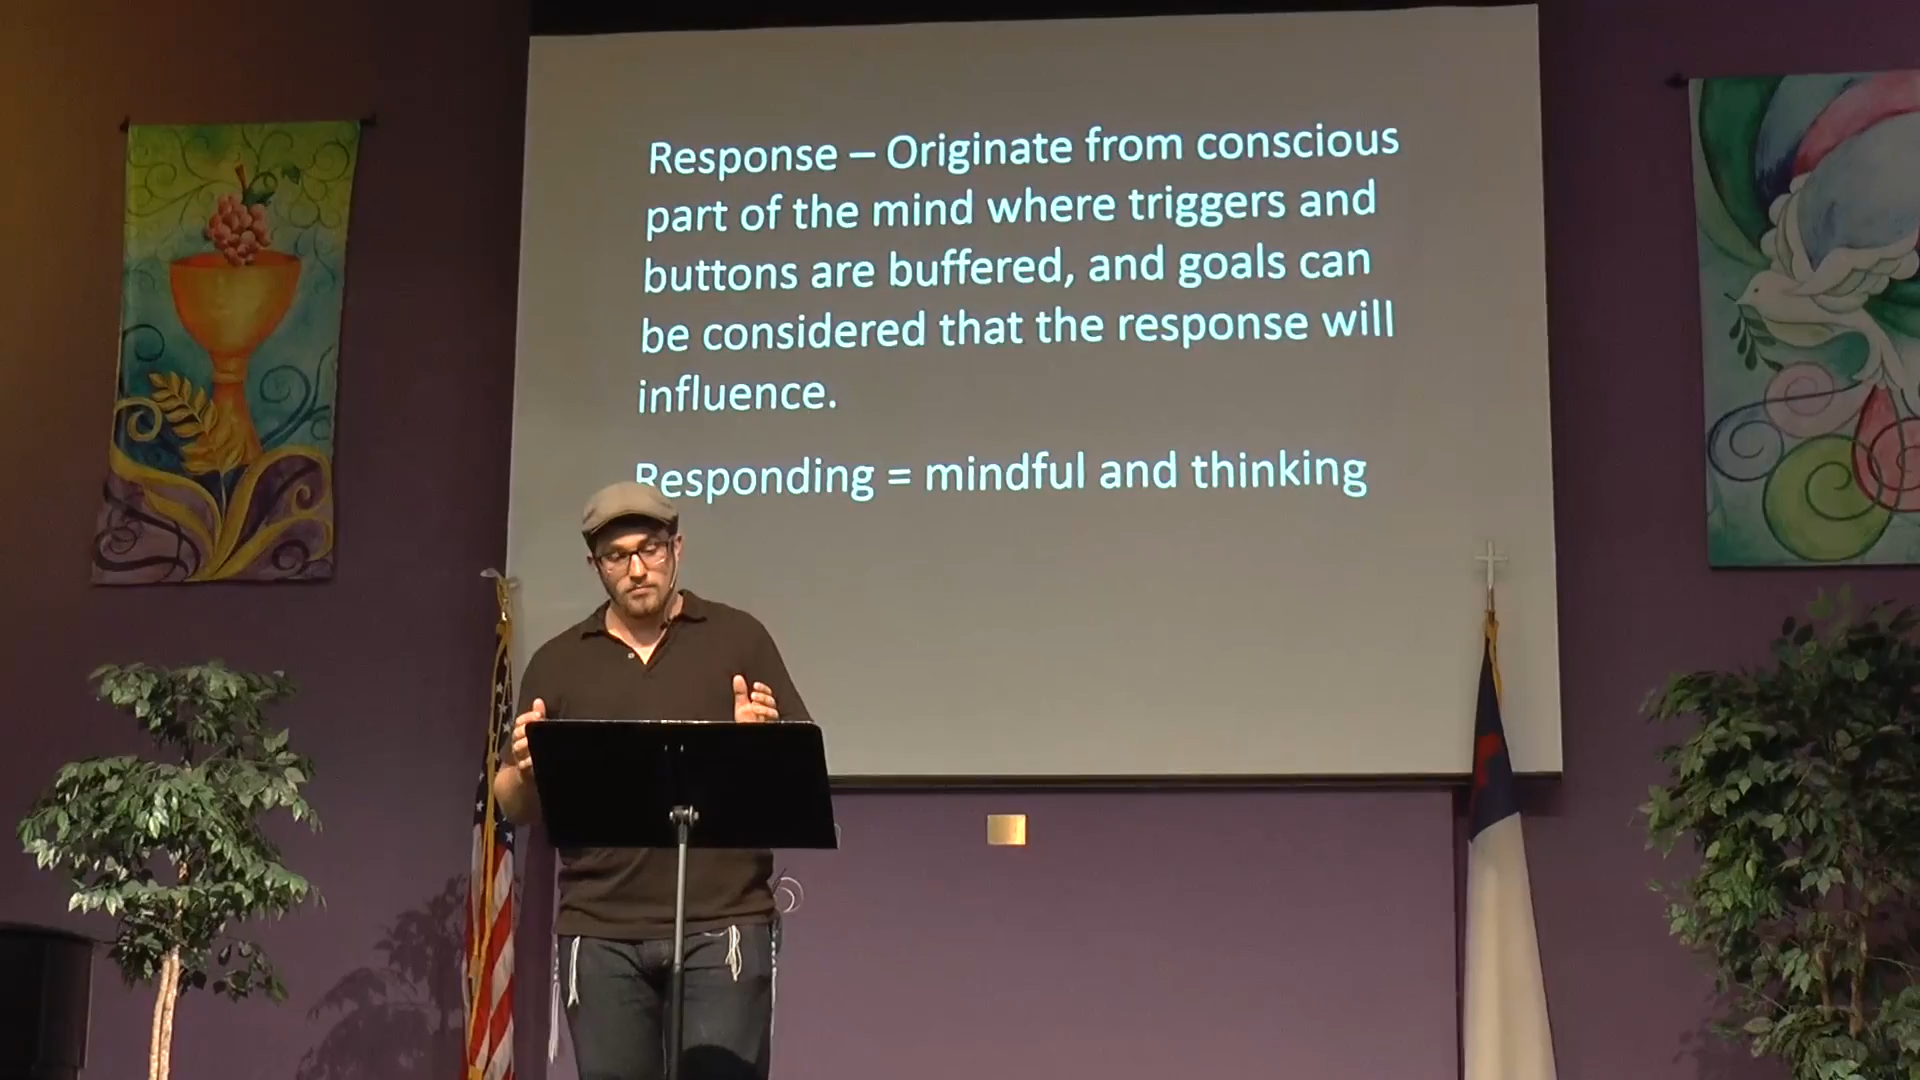 Response – Originate from conscious
part of the mind where triggers and
buttons are buffered, and goals can
be considered that the response will
influence.
Responding = mindful and thinking